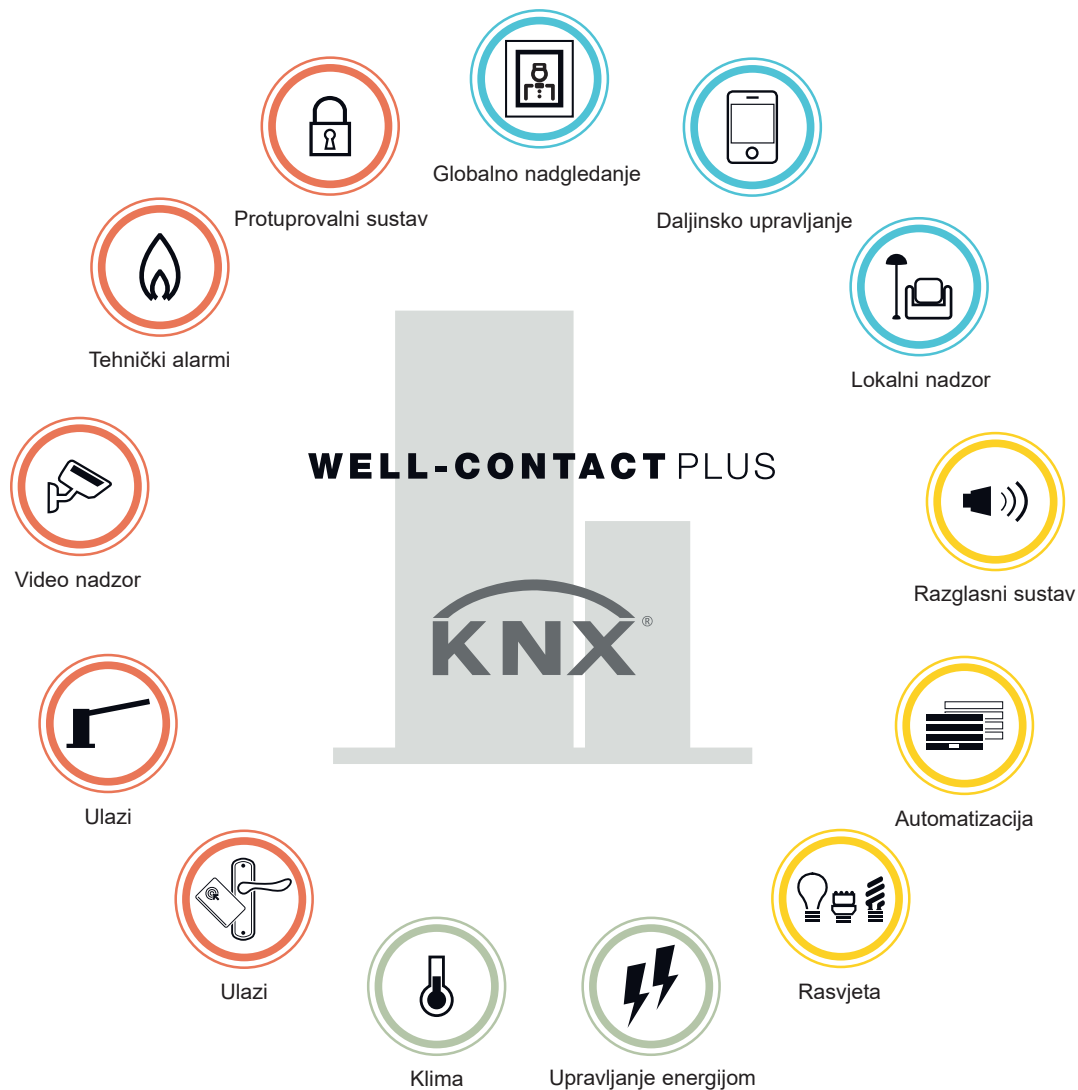 Globalno nadgledanje
Protuprovalni sustav
Daljinsko upravljanje
Tehnički alarmi
Lokalni nadzor
WELL-CONTACT PLUS
Video nadzor
Razglasni sustav
KNX®
Ulazi
Automatizacija
Ulazi
Rasvjeta
Klima
Upravljanje energijom